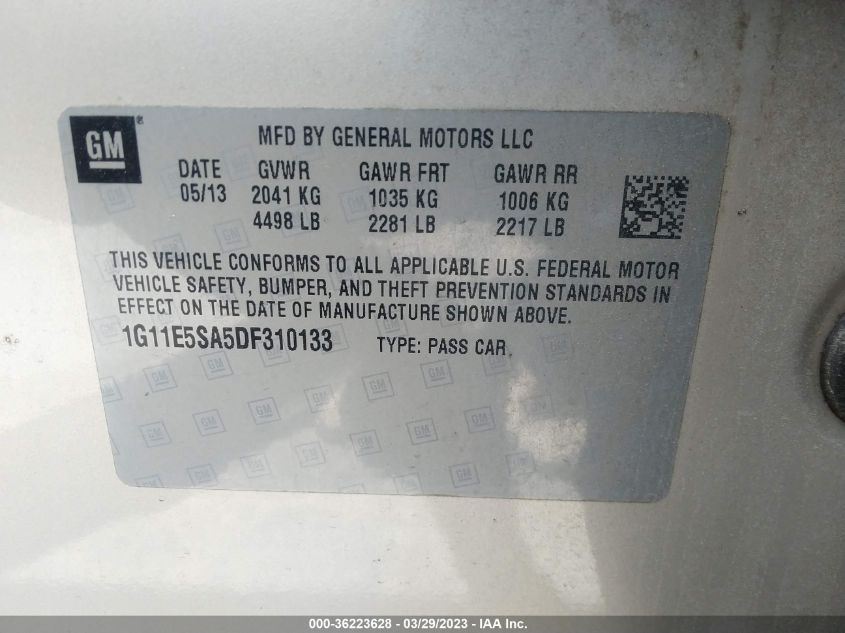 GM®
MFD BY GENERAL MOTORS LLC
DATE GVWR GAWR FRT GAWR RR
05/13 2041 KG 1035 KG 1006 KG
4498 LB 2281 LB 2217 LB
THIS VEHICLE CONFORMS TO ALL APPLICABLE U.S. FEDERAL MOTOR
VEHICLE SAFETY, BUMPER, AND THEFT PREVENTION STANDARDS IN
EFFECT ON THE DATE OF MANUFACTURE SHOWN ABOVE.
1G11E5SA5DF310133 TYPE: PASS CAR
000-36223628 - 03/29/2023 - IAAI Inc.